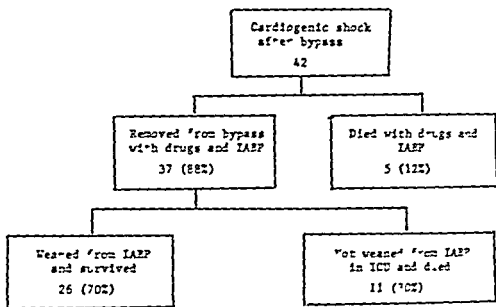 Cardiogenic shock
after bypass
42
Removed from bypass
with drugs and IABP
37 (88%)
Died with drugs and
IABP
5 (12%)
Weaned from IABP
and survived
26 (70%)
Not weaned from IABP
in ICU and died
11 (30%)